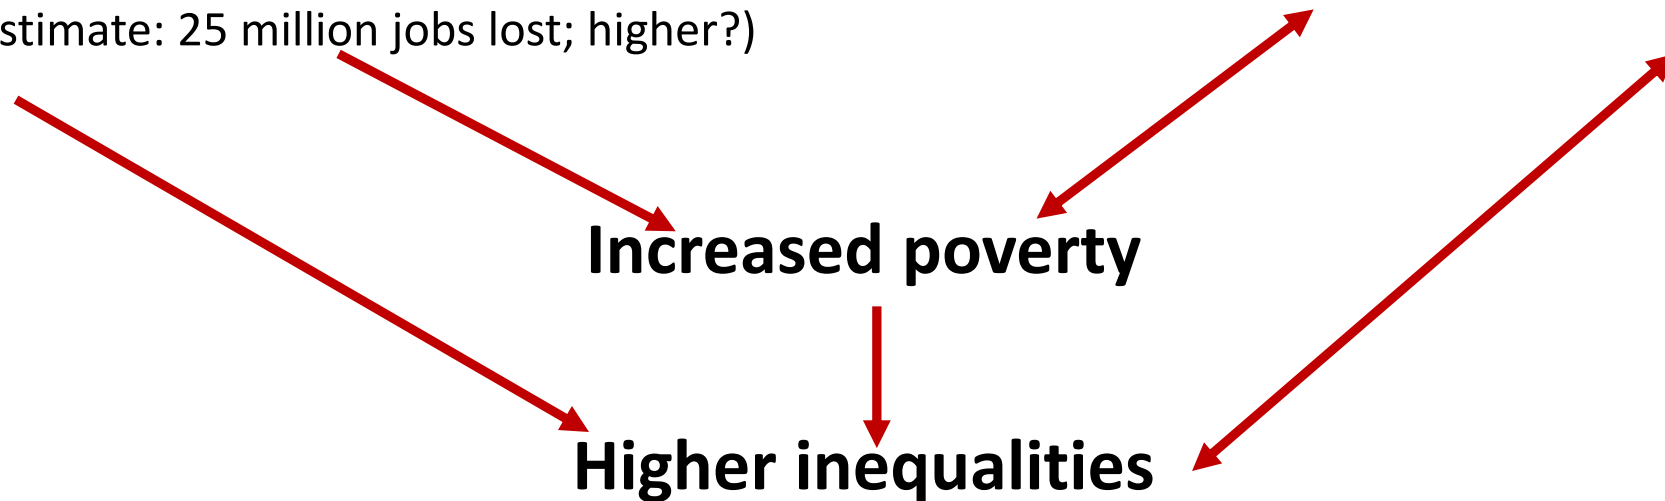 stimate: 25 million jobs lost; higher?)
Increased poverty
Higher inequalities